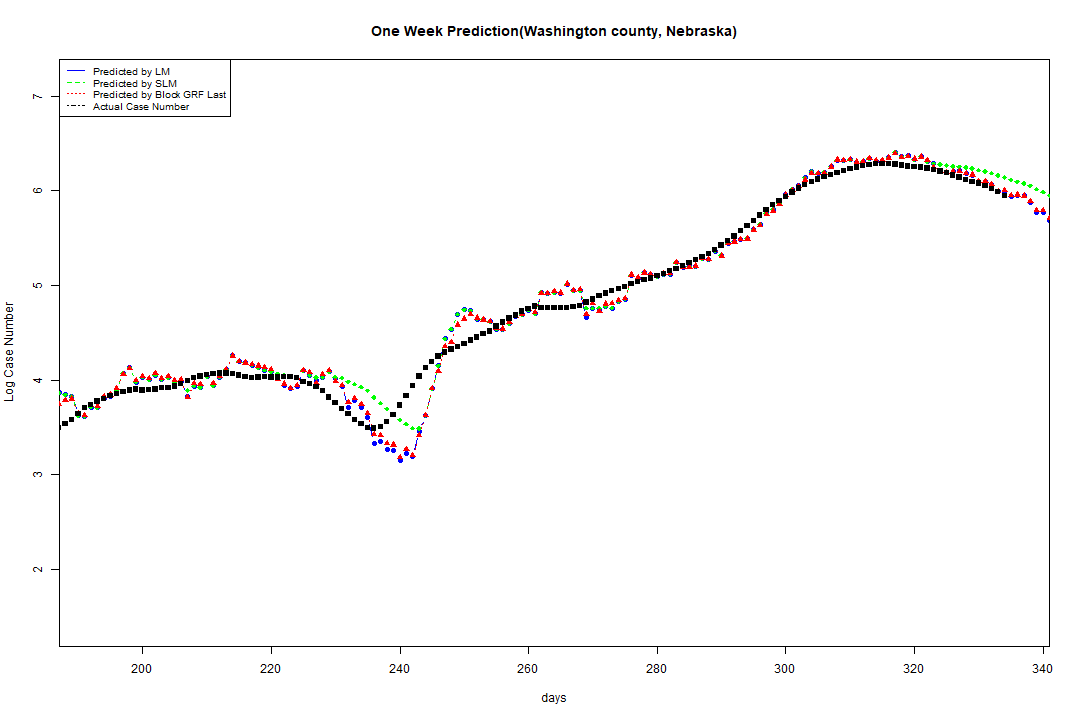 One Week Prediction(Washington county, Nebraska)
Predicted by LM
Predicted by SLM
Predicted by Block GRF Last
Actual Case Number
7
6
5
4
3
2
Log Case Number
200 220 240 260 280 300 320 340
days